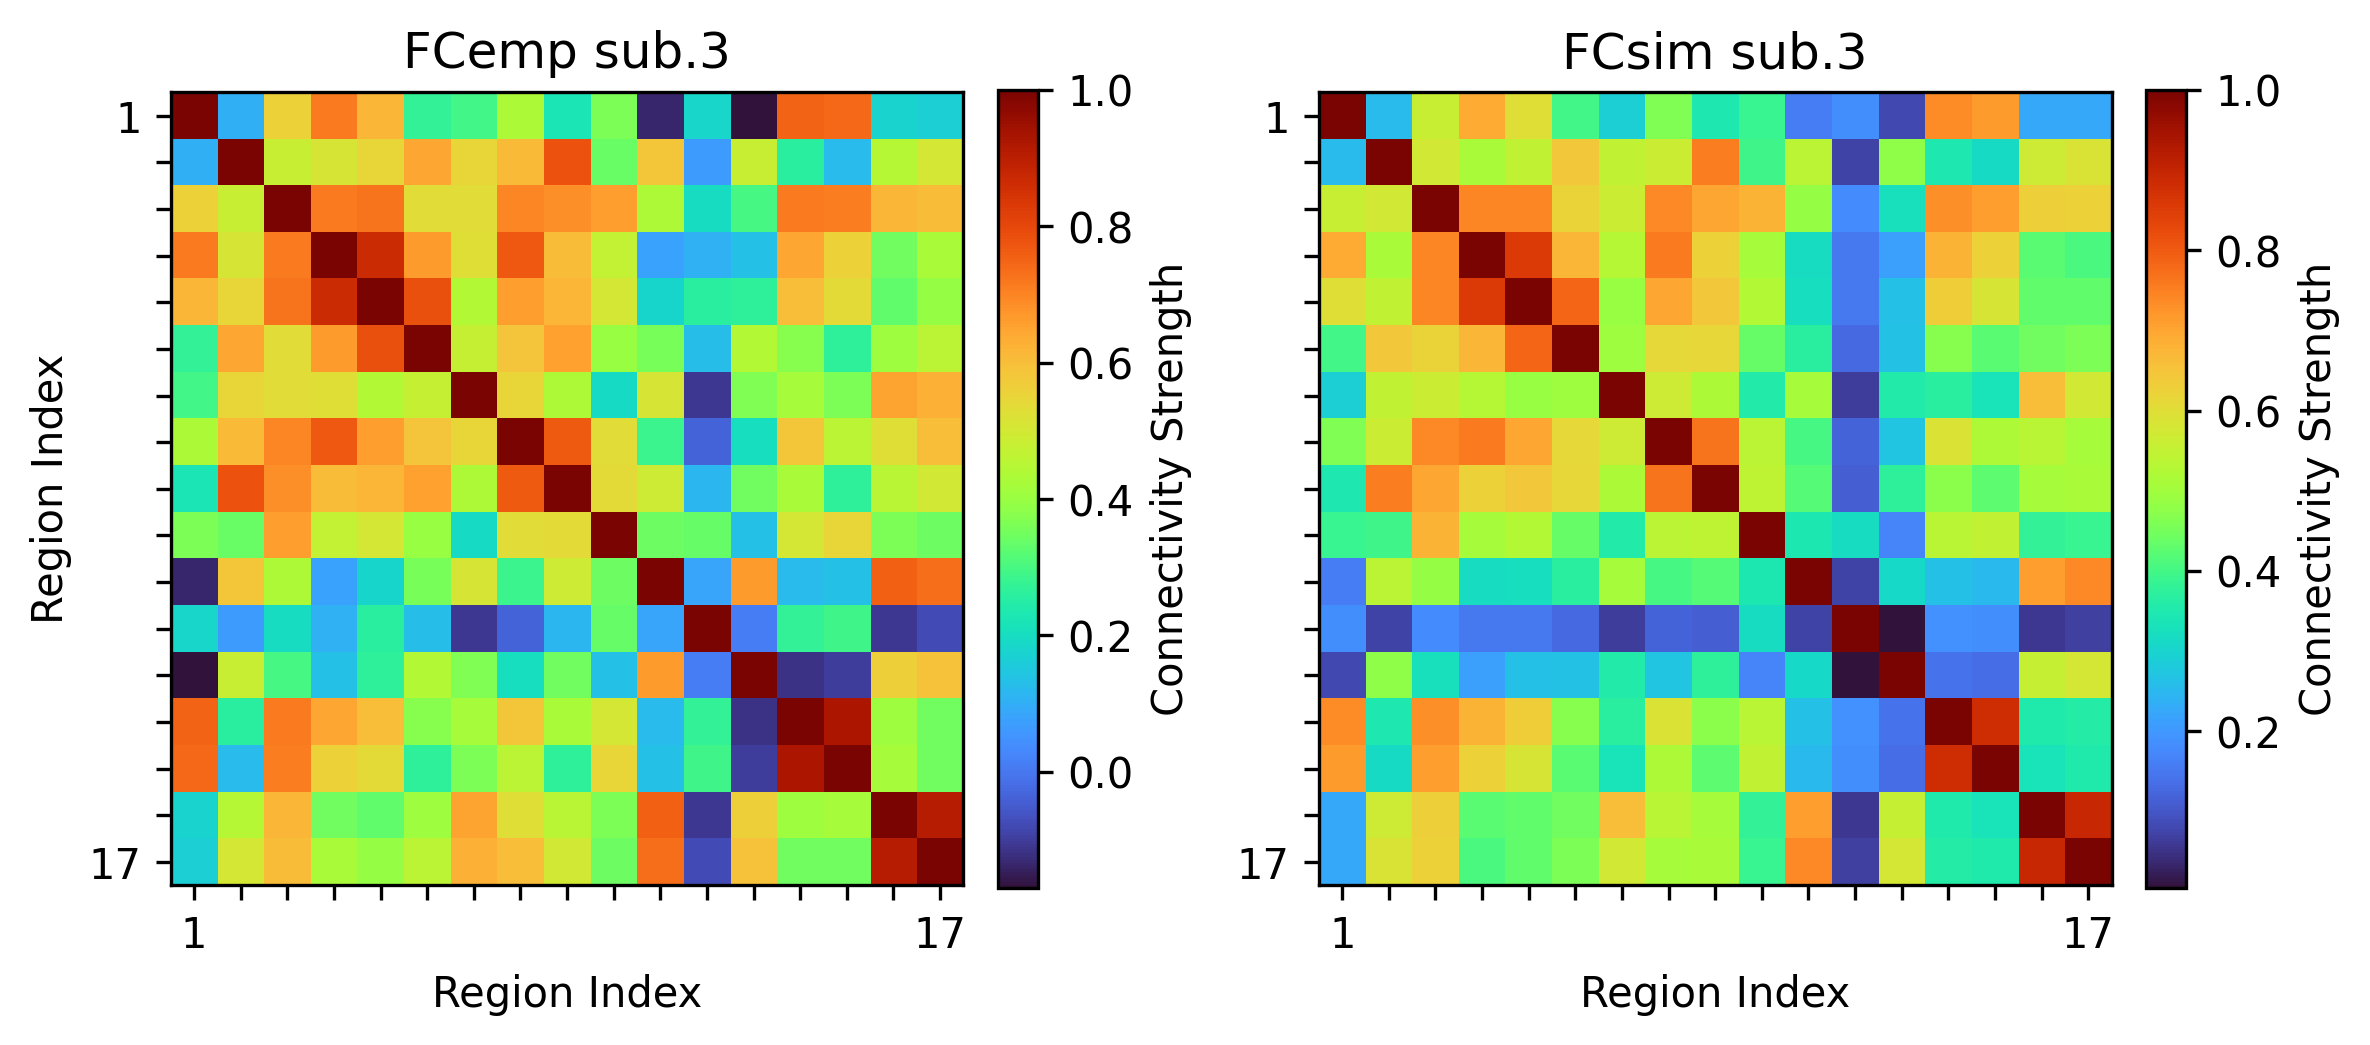 FCemp sub.3
1
17
Region Index
1
17
Region Index
1.0
0.8
0.6
0.4
0.2
0.0
Connectivity Strength
FCsim sub.3
1
17
1
17
Region Index
1.0
0.8
0.6
0.4
0.2
Connectivity Strength